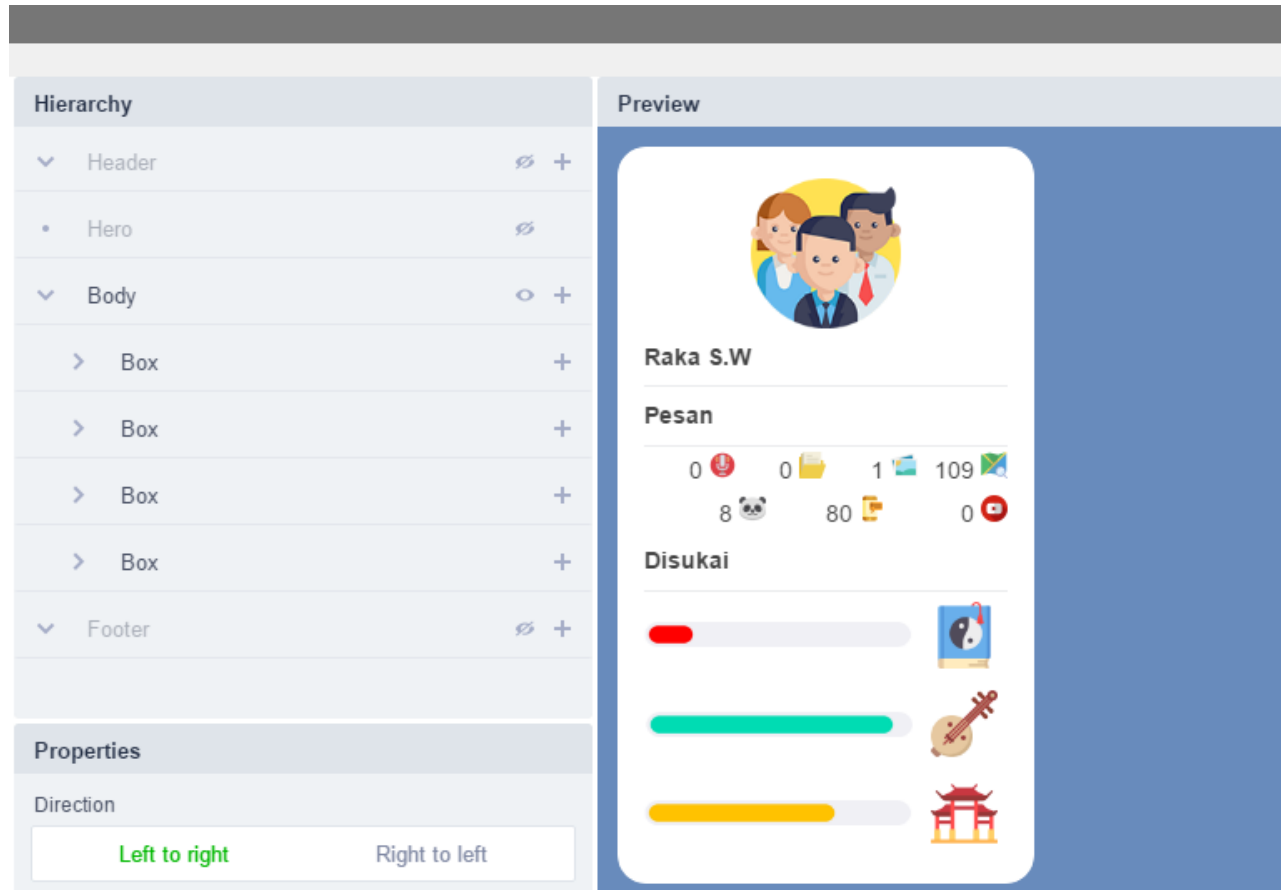 Hierarchy
Header
Hero
Body
Box
Box
Box
Box
Footer
Properties
Direction
Left to right Right to left
Preview
Raka S.W
Pesan
0 0 1 109
8 80 0
Disukai